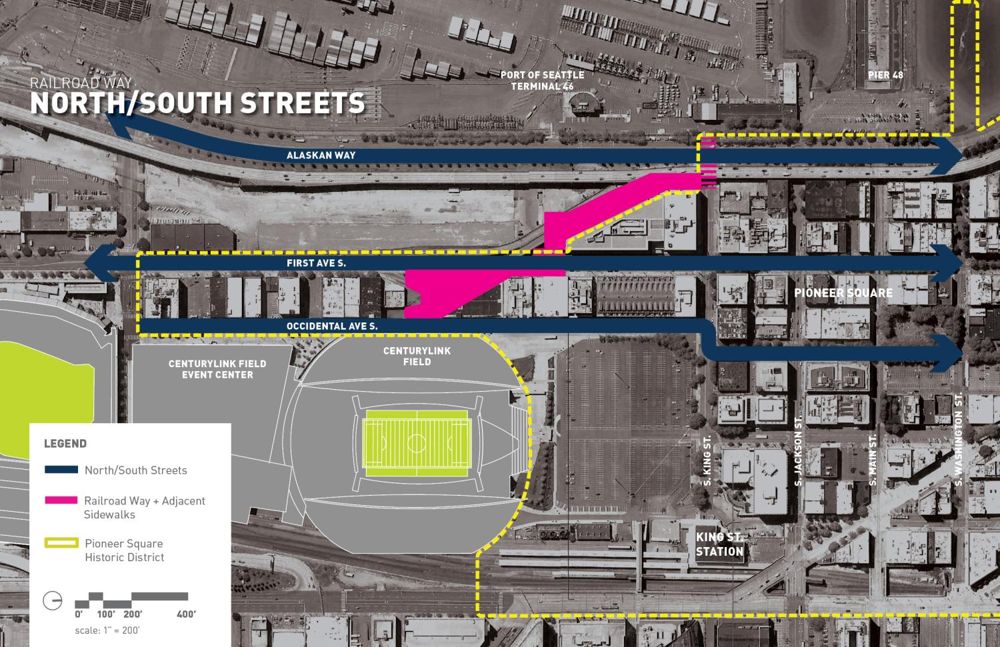 RAILROAD WAY
NORTH/SOUTH STREETS
PORT OF SEATTLE
TERMINAL 46
PIER 48
ALASKAN WAY
FIRST AVE S.
PIONEER SQUARE
OCCIDENTAL AVE S.
CENTURYLINK FIELD
EVENT CENTER
CENTURYLINK
FIELD
S. KING ST.
S. JACKSON ST.
S. MAIN ST.
S. WASHINGTON ST.
KING ST.
STATION
LEGEND
North/South Streets
Railroad Way + Adjacent
Sidewalks
Pioneer Square
Historic District
0' 100' 200' 400'
scale: 1" = 200'